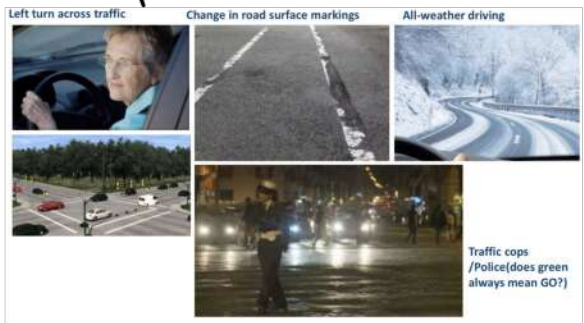 Left turn across traffic
Change in road surface markings
All-weather driving
Traffic cops
/Police(does green
always mean GO?)